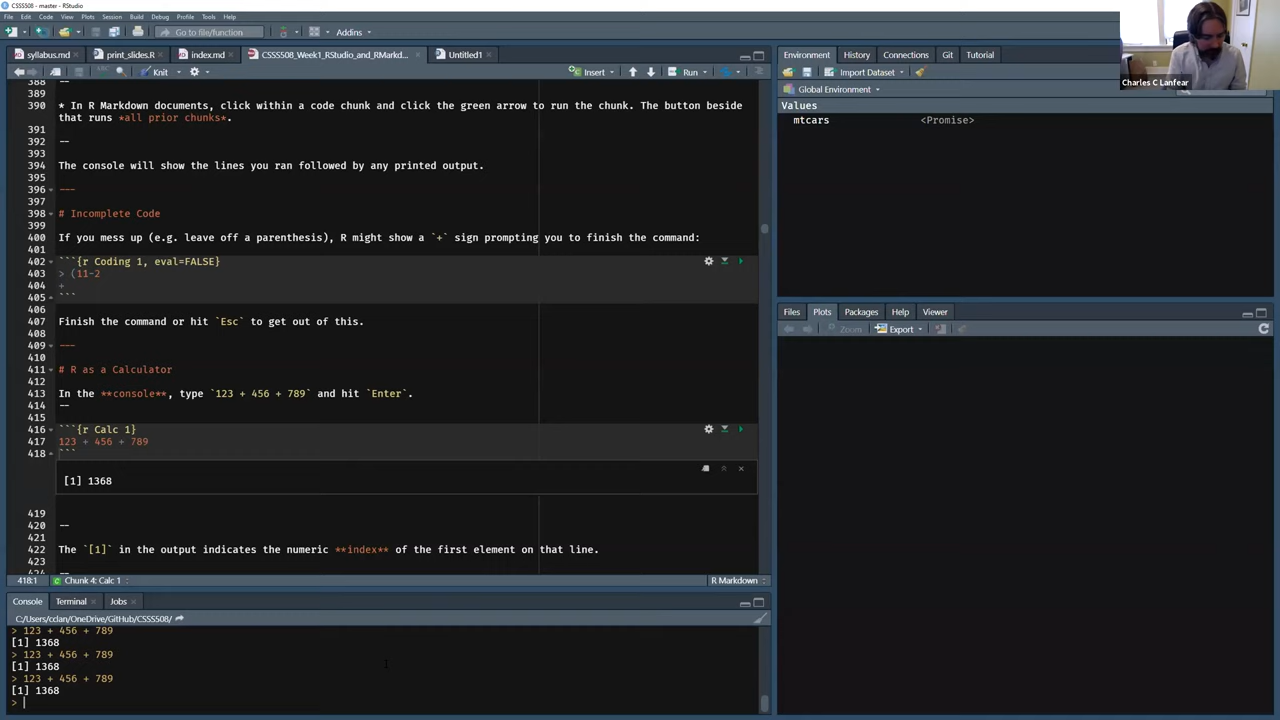 CSSS508 - master - RStudio
File Edit Code View Plots Session Build Debug Profile Tools Help
Go to file/function Addins
syllabus.md print_slides.R index.md CSSS508_Week1_RStudio_and_RMarkd... Untitled1
Knit Insert Run
388 --
389
390 * In R Markdown documents, click within a code chunk and click the green arrow to run the chunk. The button beside
that runs *all prior chunks*.
391
392 --
393
394 The console will show the lines you ran followed by any printed output.
395
396 ---
397
398 # Incomplete Code
399
400 If you mess up (e.g. leave off a parenthesis), R might show a `+` sign prompting you to finish the command:
401
402 ```{r Coding 1, eval=FALSE}
403 > (11-2
404 +
405 ```
406
407 Finish the command or hit `Esc` to get out of this.
408
409 ---
410
411 # R as a Calculator
412
413 In the **console**, type `123 + 456 + 789` and hit `Enter`.
414 --
415
416 ```{r Calc 1}
417 123 + 456 + 789
418 ```
[1] 1368
419
420 --
421
422 The `[1]` in the output indicates the numeric **index** of the first element on that line.
423
424 --
418:1 Chunk 4: Calc 1 R Markdown
Console Terminal Jobs
C:/Users/cclan/OneDrive/GitHub/CSSS508/
> 123 + 456 + 789
[1] 1368
> 123 + 456 + 789
[1] 1368
> 123 + 456 + 789
[1] 1368
>
Environment History Connections Git Tutorial
Import Dataset
Global Environment
Values
mtcars <Promise>
Files Plots Packages Help Viewer
Zoom Export
Charles C Lanfear